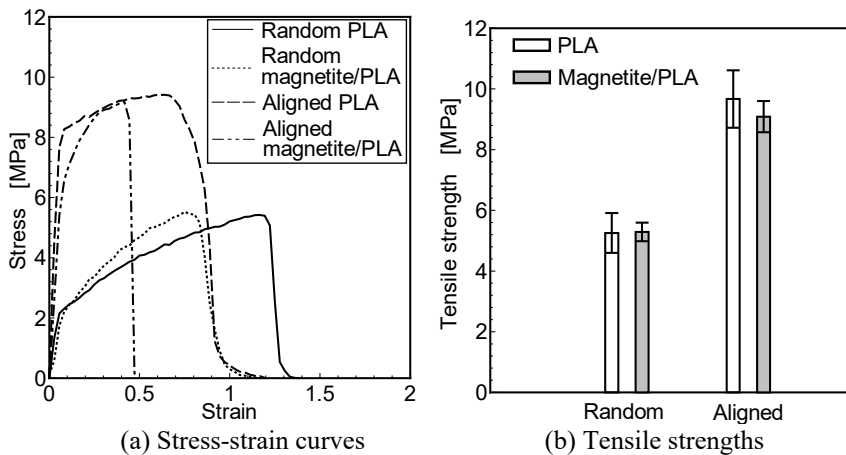 12
10
8
6
4
2
0
Stress [MPa]
0 0.5 1 1.5 2
Strain
Random PLA
Random
magnetite/PLA
Aligned PLA
Aligned
magnetite/PLA
(a) Stress-strain curves
12
10
8
6
4
2
0
Tensile strength [MPa]
PLA
Magnetite/PLA
Random Aligned
(b) Tensile strengths